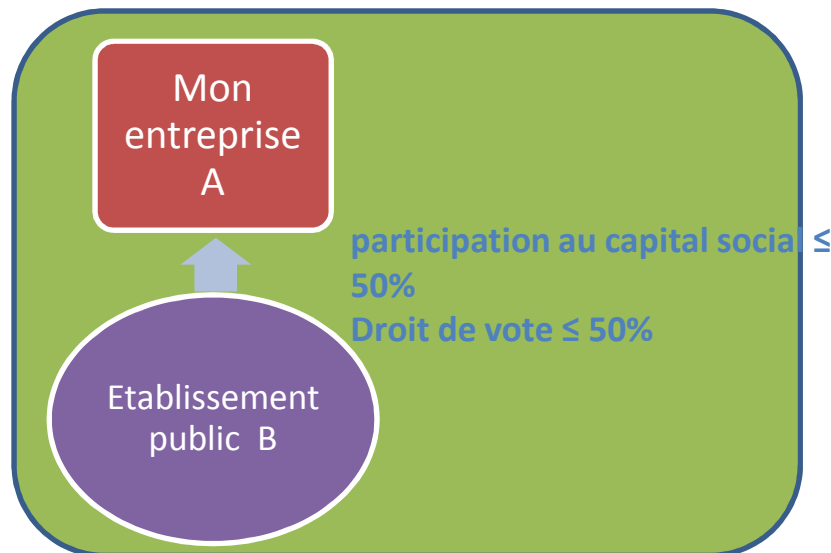 Mon
entreprise
A
participation au capital social ≤
50%
Droit de vote ≤ 50%
Etablissement
public B